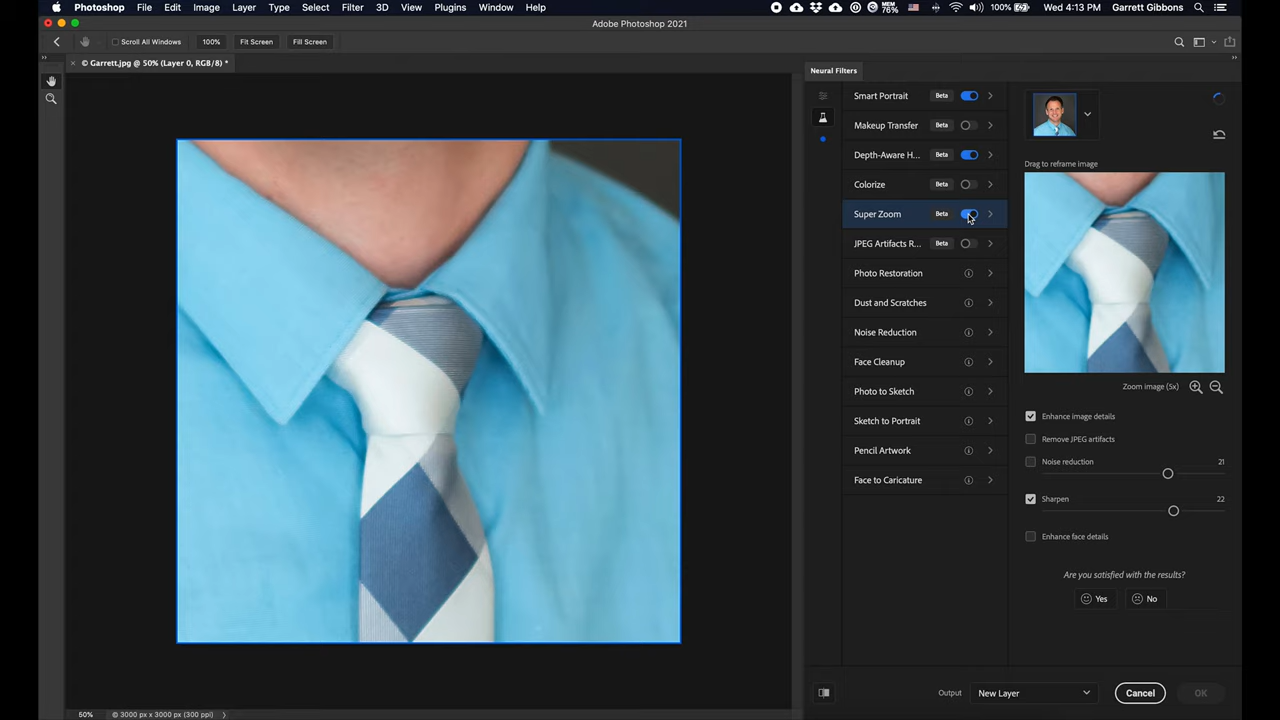 Photoshop File Edit Image Layer Type Select Filter 3D View Plugins Window Help MEM 76% 100% Wed 4:13 PM Garrett Gibbons
Adobe Photoshop 2021
Scroll All Windows 100% Fit Screen Fill Screen
× © Garrett.jpg @ 50% (Layer 0, RGB/8) *
Neural Filters
Smart Portrait Beta
Makeup Transfer Beta
Depth-Aware H... Beta
Colorize Beta
Super Zoom Beta
JPEG Artifacts R... Beta
Photo Restoration
Dust and Scratches
Noise Reduction
Face Cleanup
Photo to Sketch
Sketch to Portrait
Pencil Artwork
Face to Caricature
Drag to reframe image
Zoom image (5x)
Enhance image details
Remove JPEG artifacts
Noise reduction 21
Sharpen 22
Enhance face details
Are you satisfied with the results?
Yes No
Output New Layer Cancel OK
50% 3000 px x 3000 px (300 ppi)